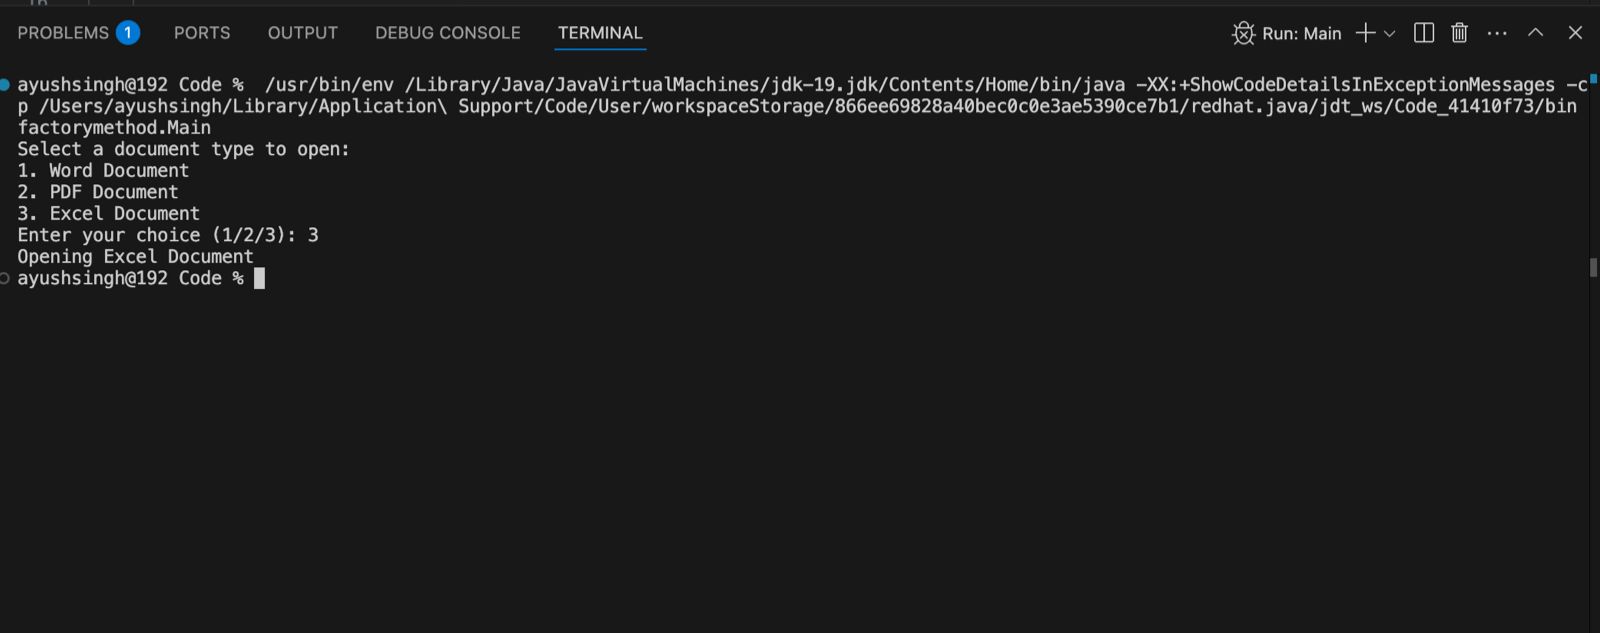 PROBLEMS 1 PORTS OUTPUT DEBUG CONSOLE TERMINAL Run: Main
ayushsingh@192 Code %  /usr/bin/env /Library/Java/JavaVirtualMachines/jdk-19.jdk/Contents/Home/bin/java -XX:+ShowCodeDetailsInExceptionMessages -c
p /Users/ayushsingh/Library/Application\ Support/Code/User/workspaceStorage/866ee69828a40bec0c0e3ae5390ce7b1/redhat.java/jdt_ws/Code_41410f73/bin
factorymethod.Main
Select a document type to open:
1. Word Document
2. PDF Document
3. Excel Document
Enter your choice (1/2/3): 3
Opening Excel Document
ayushsingh@192 Code %